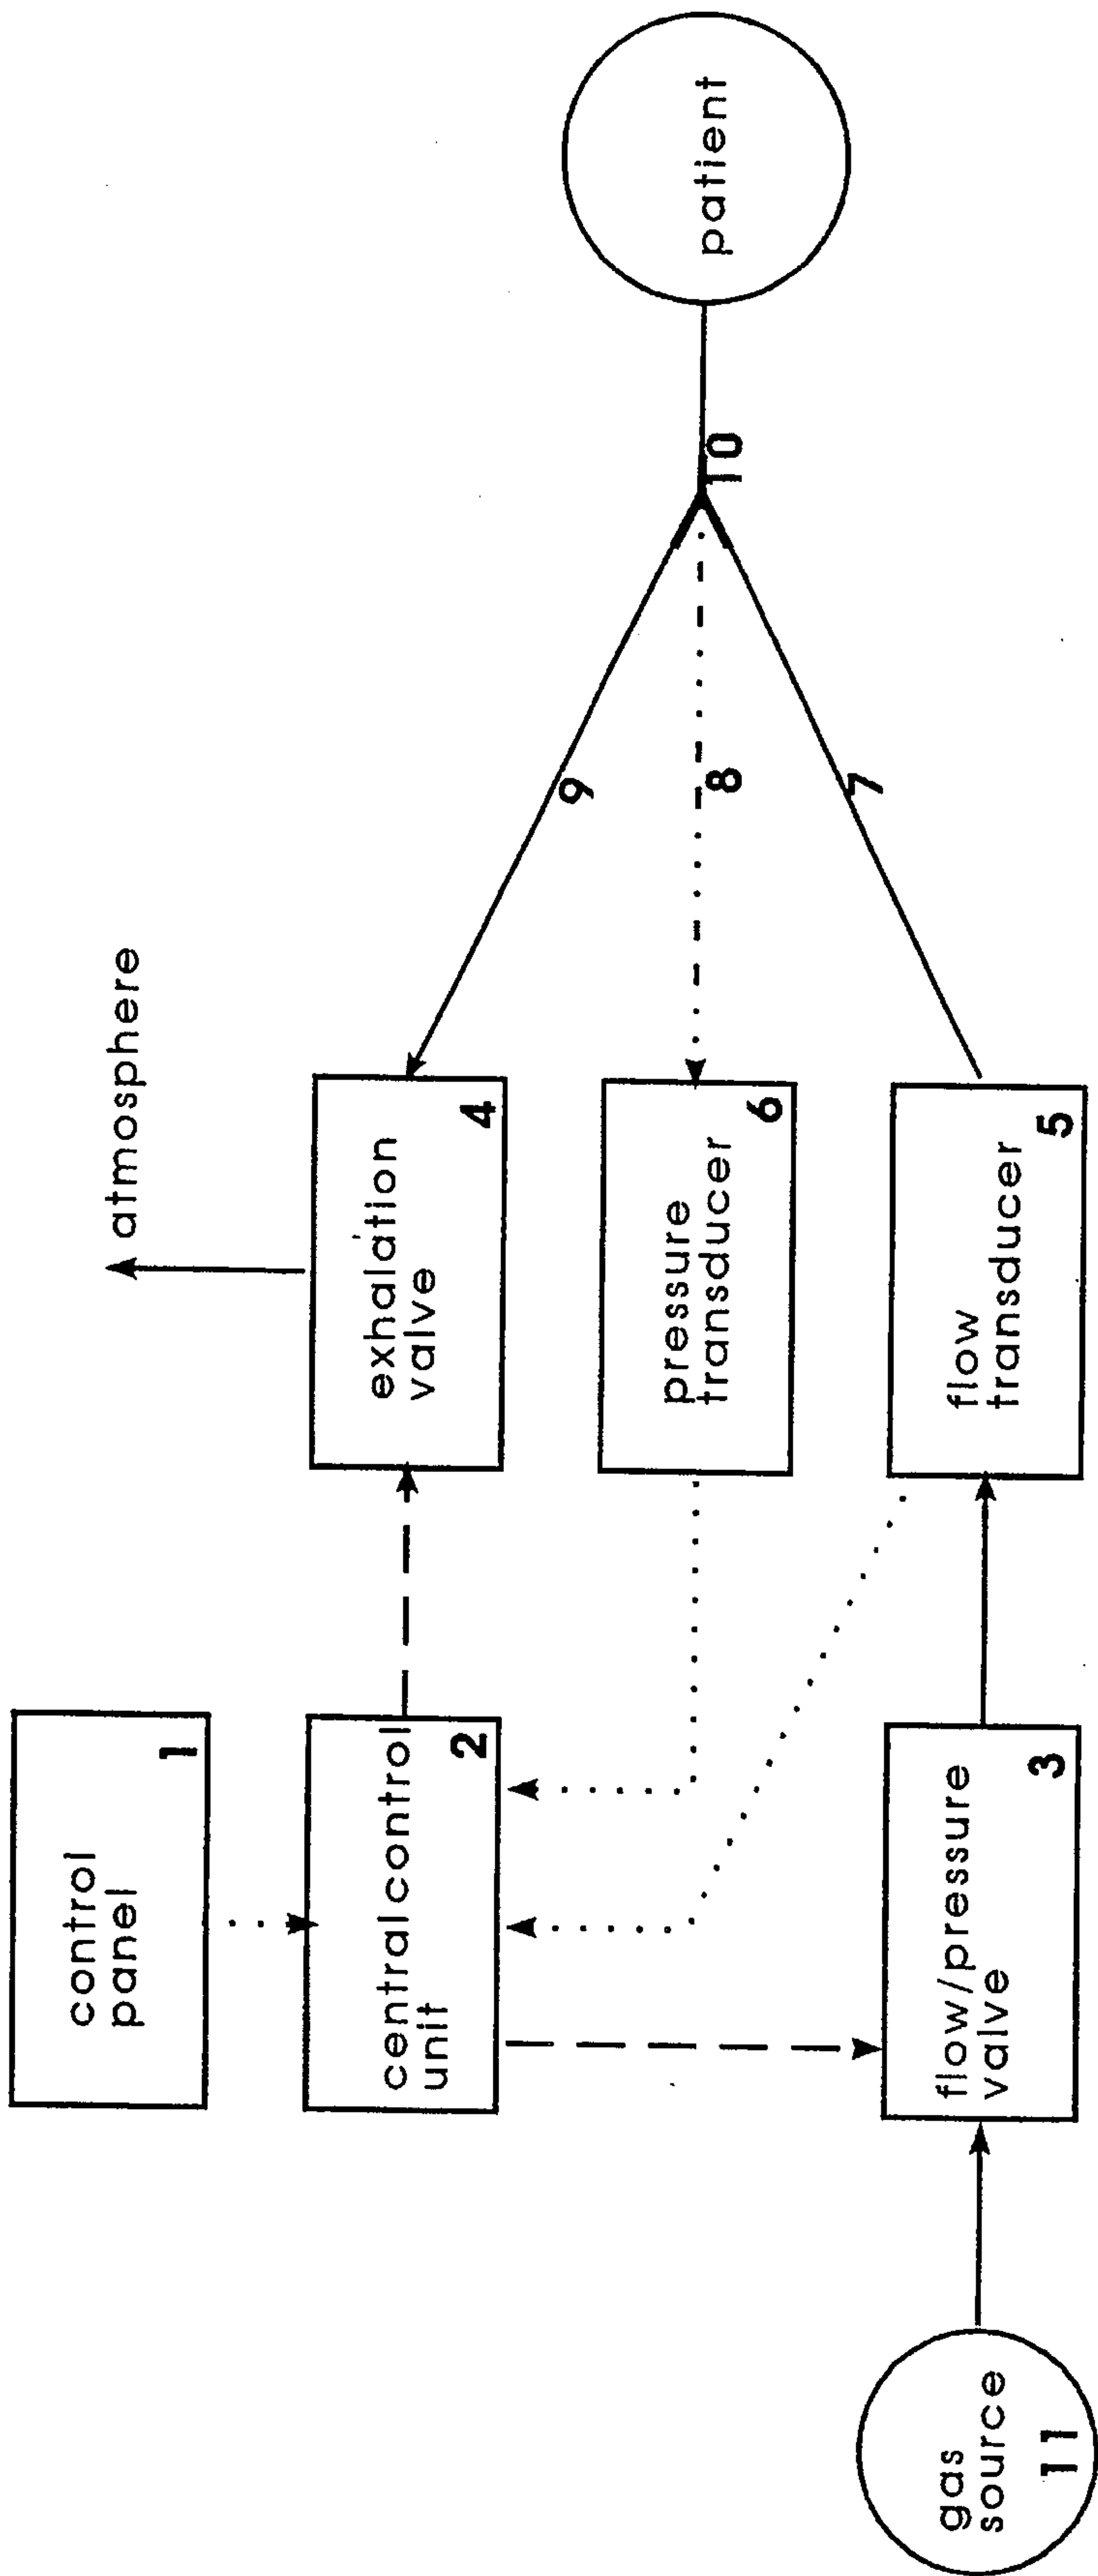 control
panel
1
central control
unit
2
atmosphere
exhalation
valve
4
pressure
transducer
6
flow
transducer
5
flow/pressure
valve
3
gas
source
11
9
8
7
10
patient